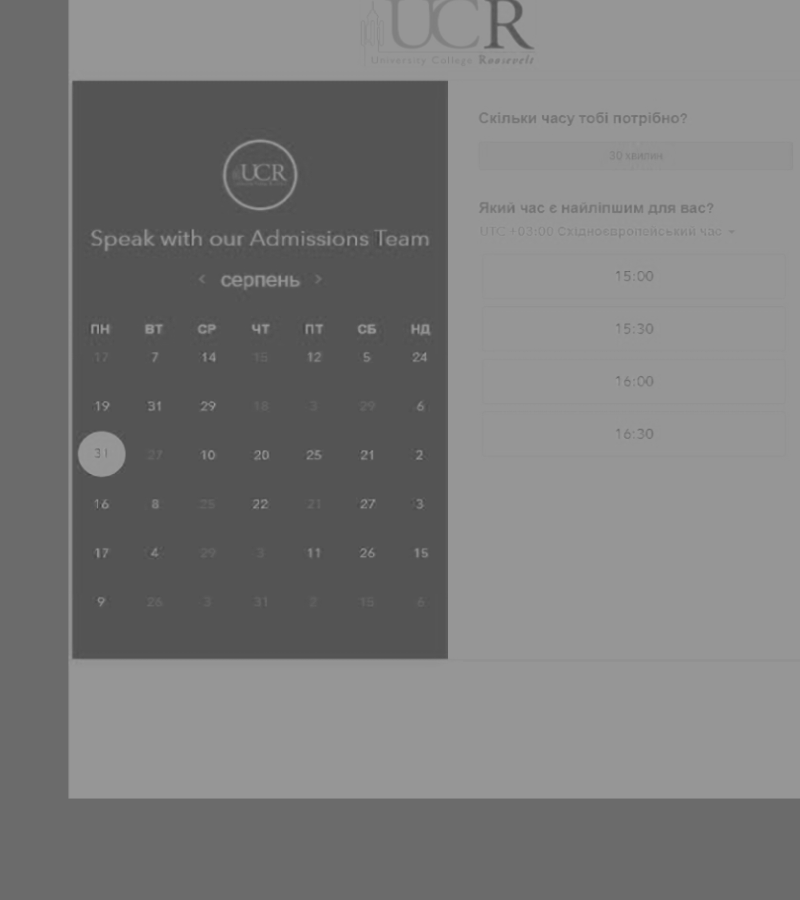 UCR
University College Roosevelt
UCR
Speak with our Admissions Team
‹ серпень ›
ПН ВТ СР ЧТ ПТ СБ НД
17 7 14 15 12 5 24
19 31 29 18 3 29 6
31 27 10 20 25 21 2
16 8 25 22 21 27 3
17 4 29 3 11 26 15
9 26 3 31 2 15 6
Скільки часу тобі потрібно?
30 хвилин
Який час є найліпшим для вас?
UTC +03:00 Східноєвропейський час
15:00
15:30
16:00
16:30